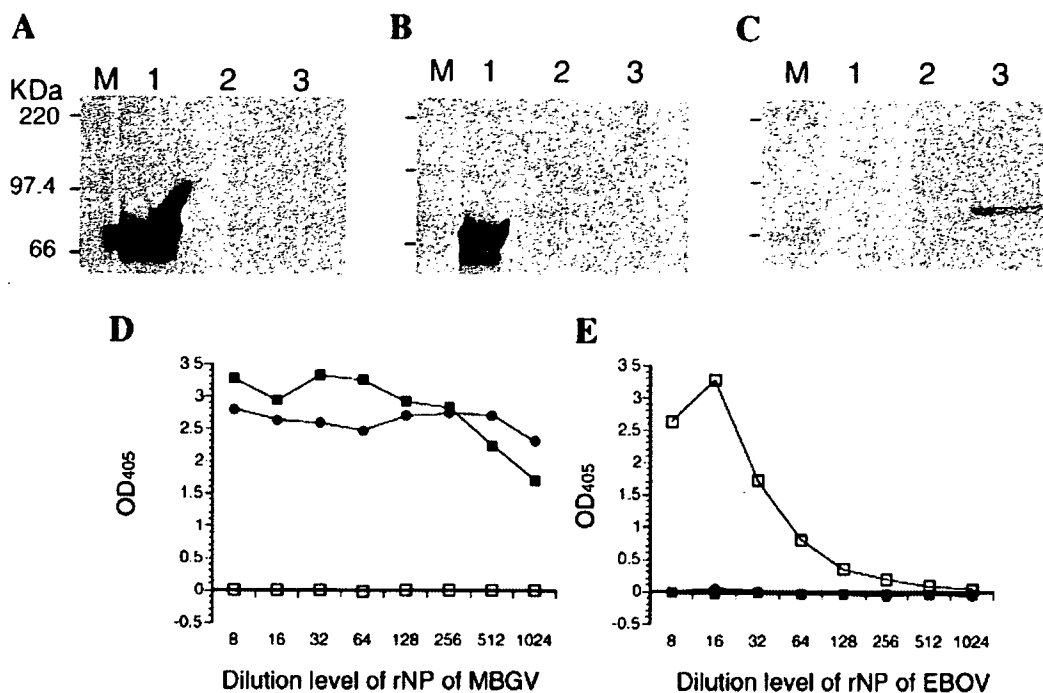 A B C
M 1 2 3 M 1 2 3 M 1 2 3
KDa
220
97.4
66
D E
3.5 3.5
3 3
2.5 2.5
2 2
1.5 1.5
1 1
0.5 0.5
0 0
-0.5 -0.5
OD405 OD405
8 16 32 64 128 256 512 1024 8 16 32 64 128 256 512 1024
Dilution level of rNP of MBGV Dilution level of rNP of EBOV